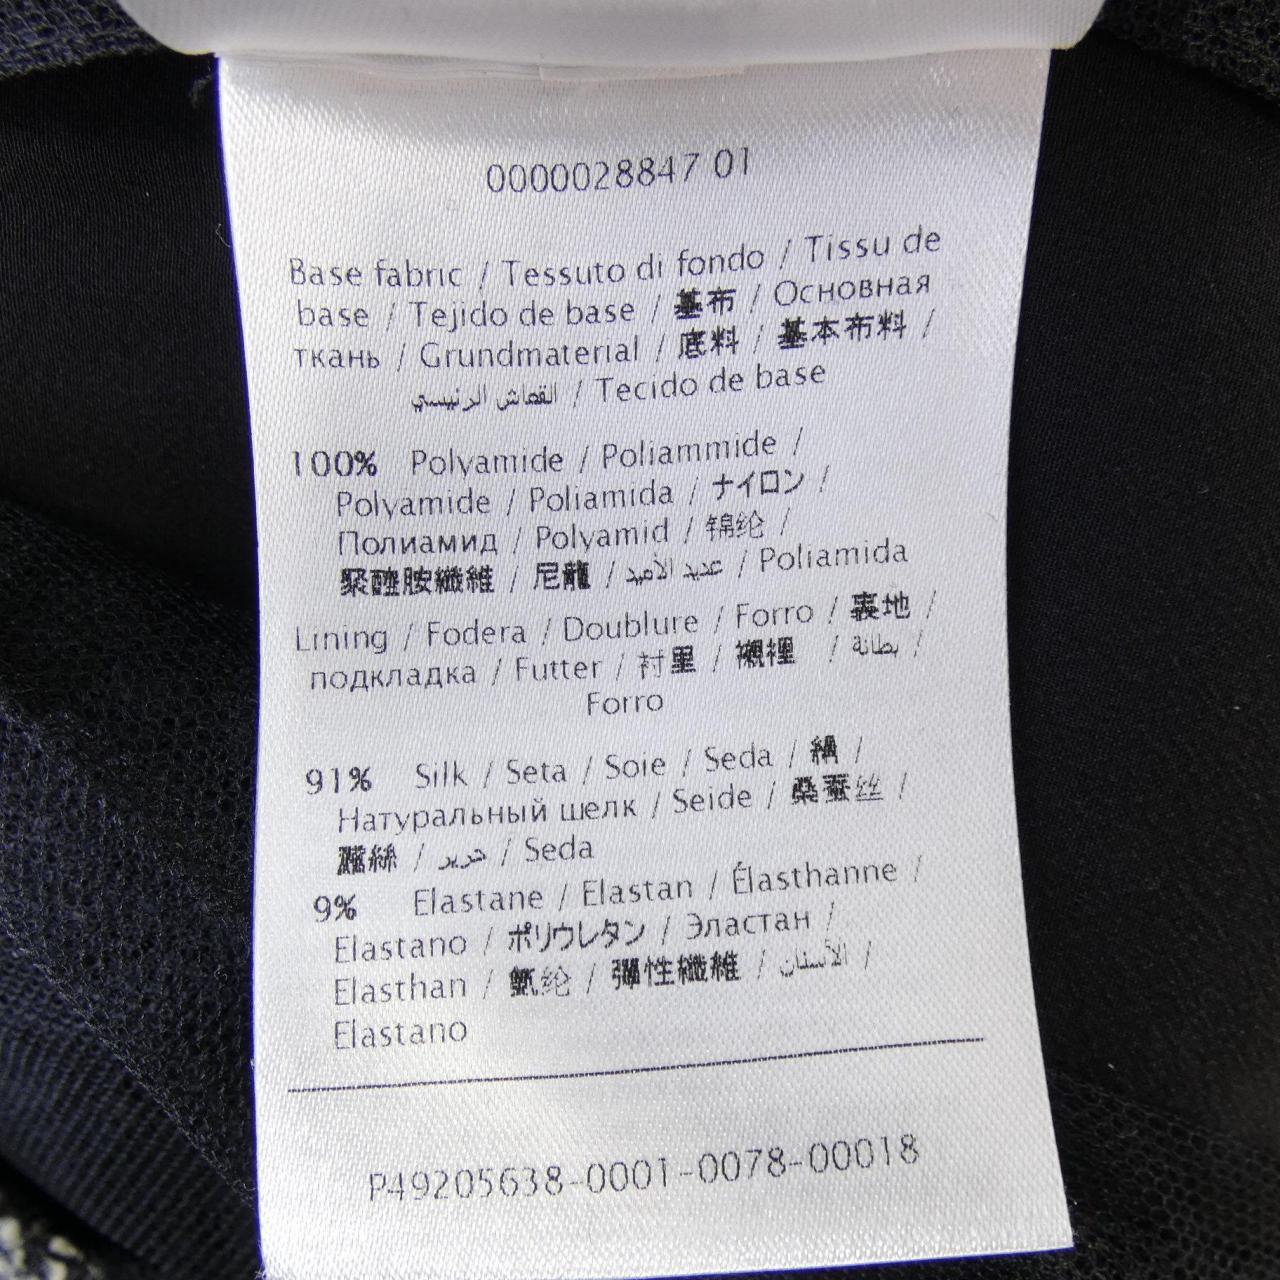 0000028847 01
Base fabric / Tessuto di fondo / Tissu de
base / Tejido de base / 基布 / Основная
ткань / Grundmaterial / 底料 / 基本布料 /
القماش الرئيسي / Tecido de base
100% Polyamide / Poliammide /
Polyamide / Poliamida / ナイロン /
Полиамид / Polyamid / 锦纶 /
聚醯胺纖維 / 尼龍 / عديد الأميد / Poliamida
Lining / Fodera / Doublure / Forro / 裏地 /
подкладка / Futter / 衬里 / 襯裡 / بطانة /
Forro
91% Silk / Seta / Soie / Seda / 絹 /
Натуральный шелк / Seide / 桑蚕丝 /
蠶絲 / حرير / Seda
9% Elastane / Elastan / Élasthanne /
Elastano / ポリウレタン / Эластан /
Elasthan / 氨纶 / 彈性纖維 / الألستان /
Elastano
P49205638-0001-0078-00018